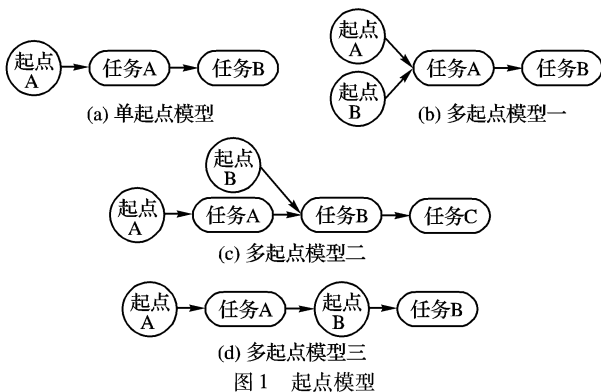 起点
A
任务A
任务B
(a) 单起点模型
起点
A
起点
B
任务A
任务B
(b) 多起点模型一
起点
B
起点
A
任务A
任务B
任务C
(c) 多起点模型二
起点
A
任务A
起点
B
任务B
(d) 多起点模型三
图 1 起点模型